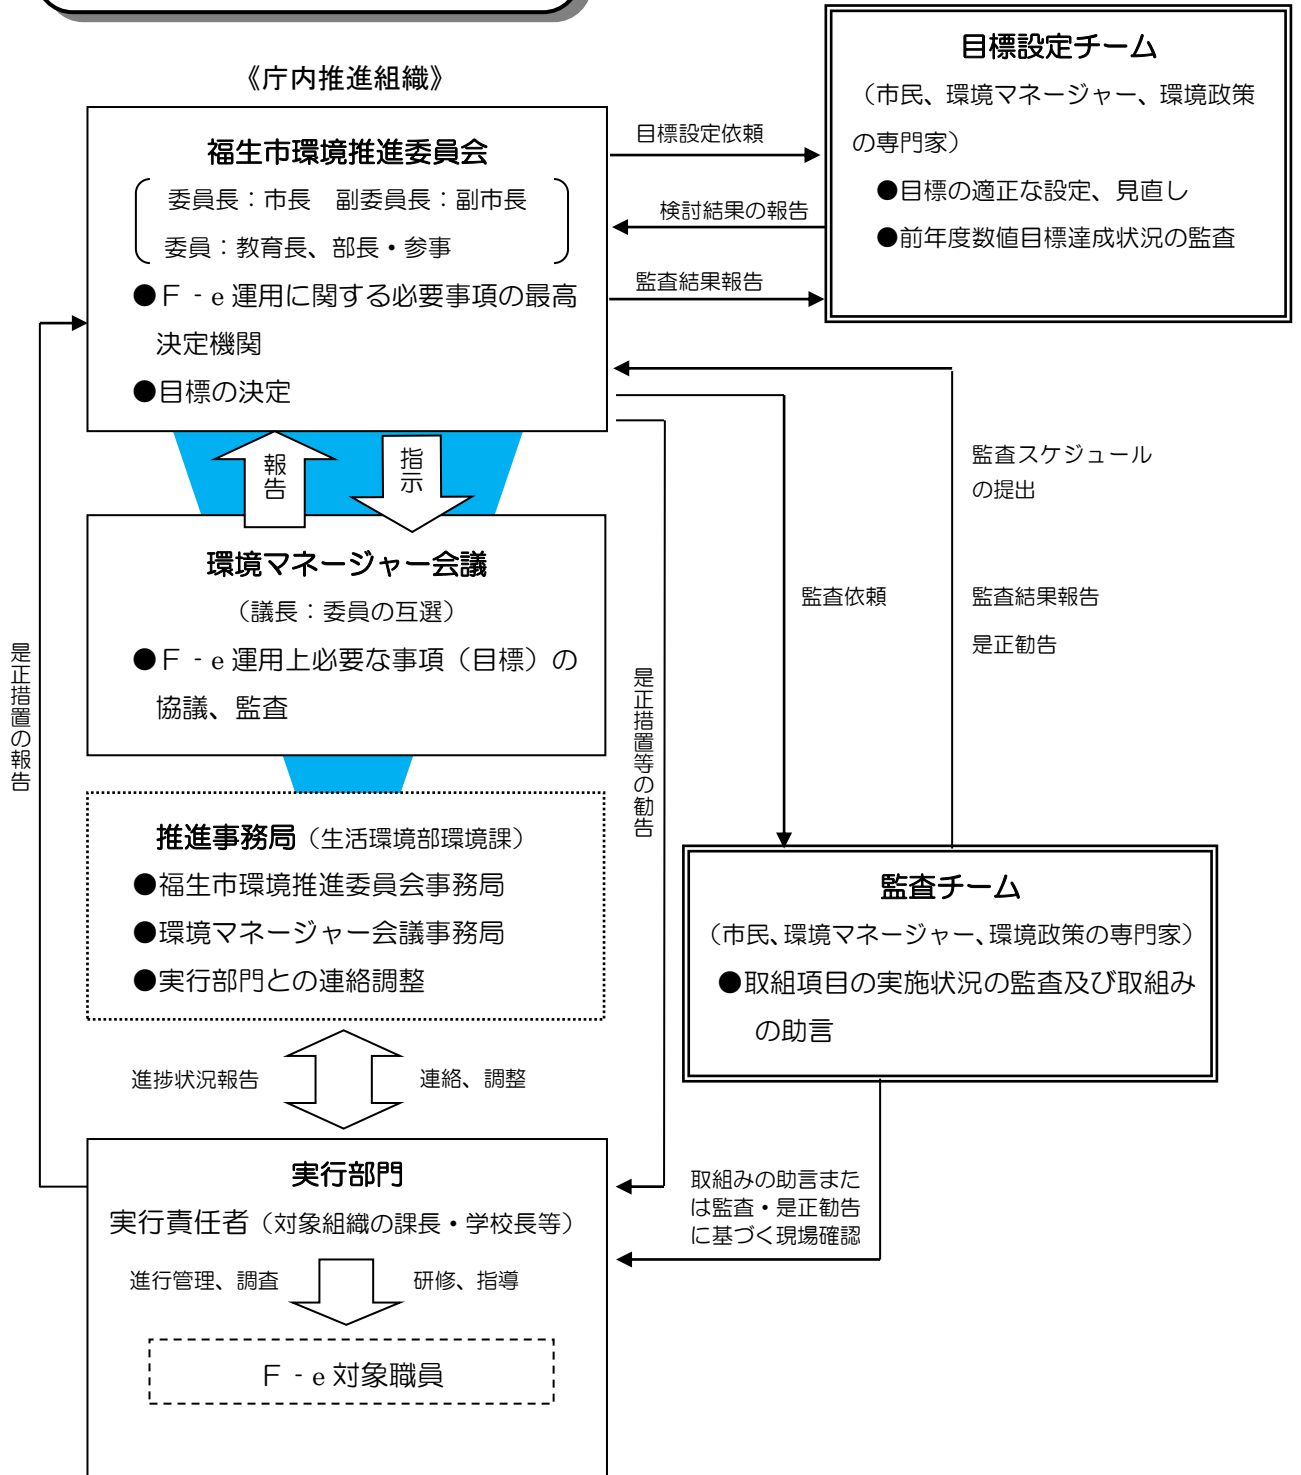 《庁内推進組織》
福生市環境推進委員会
委員長：市長　副委員長：副市長
委員：教育長、部長・参事
●Ｆ‐e 運用に関する必要事項の最高
決定機関
●目標の決定
目標設定依頼
検討結果の報告
監査結果報告
目標設定チーム
（市民、環境マネージャー、環境政策
の専門家）
●目標の適正な設定、見直し
●前年度数値目標達成状況の監査
報告
指示
環境マネージャー会議
（議長：委員の互選）
●Ｆ‐e 運用上必要な事項（目標）の
協議、監査
監査スケジュール
の提出
監査依頼
監査結果報告
是正勧告
是正措置の報告
是正措置等の勧告
推進事務局（生活環境部環境課）
●福生市環境推進委員会事務局
●環境マネージャー会議事務局
●実行部門との連絡調整
監査チーム
（市民、環境マネージャー、環境政策の専門家）
●取組項目の実施状況の監査及び取組み
の助言
進捗状況報告
連絡、調整
実行部門
実行責任者（対象組織の課長・学校長等）
進行管理、調査
研修、指導
Ｆ‐e 対象職員
取組みの助言また
は監査・是正勧告
に基づく現場確認